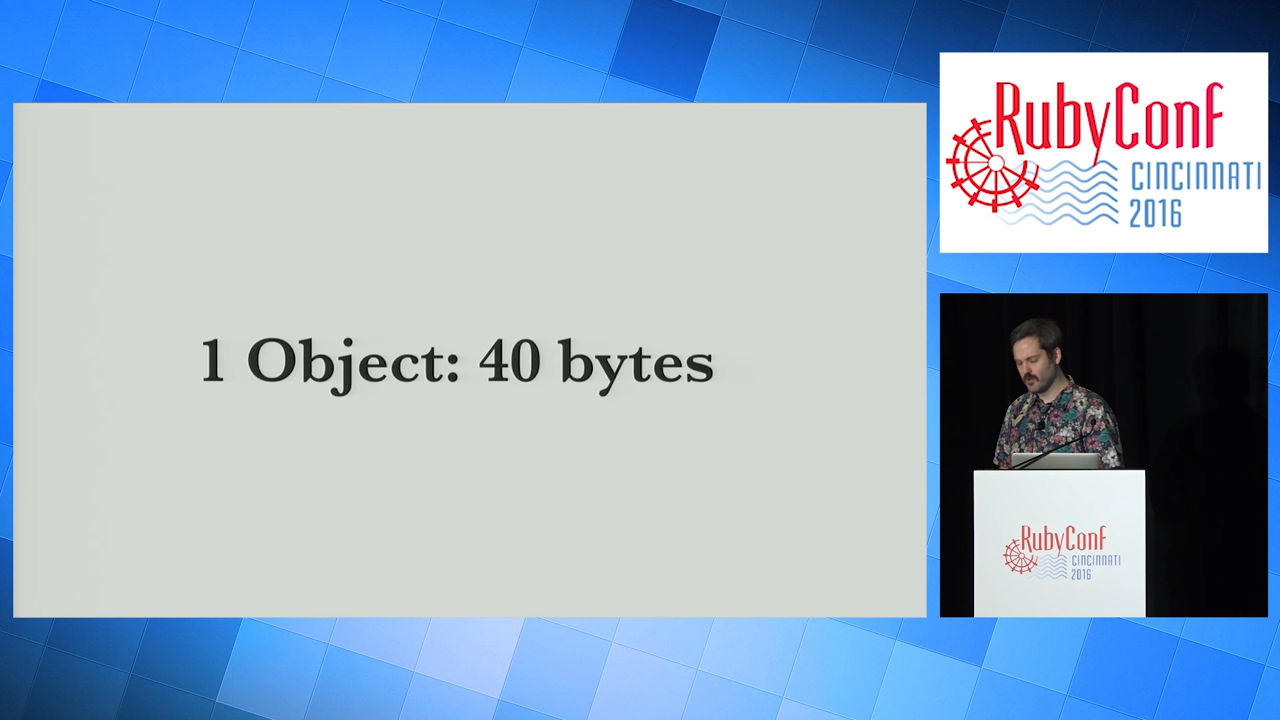 1 Object: 40 bytes
RubyConf
CINCINNATI
2016
RubyConf
CINCINNATI
2016